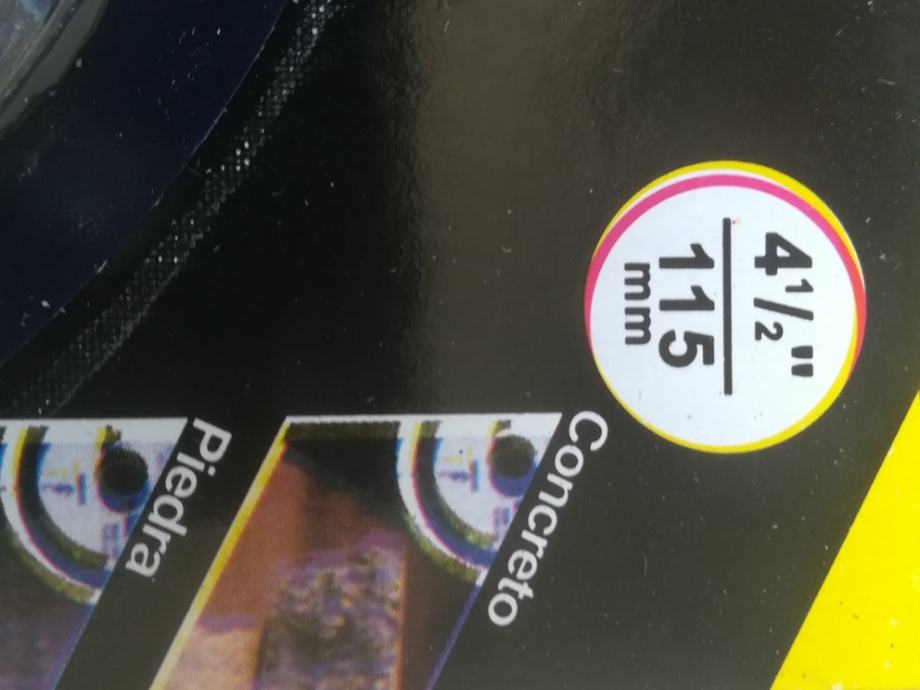 4 1/2"
115
mm
Concreto
Piedra